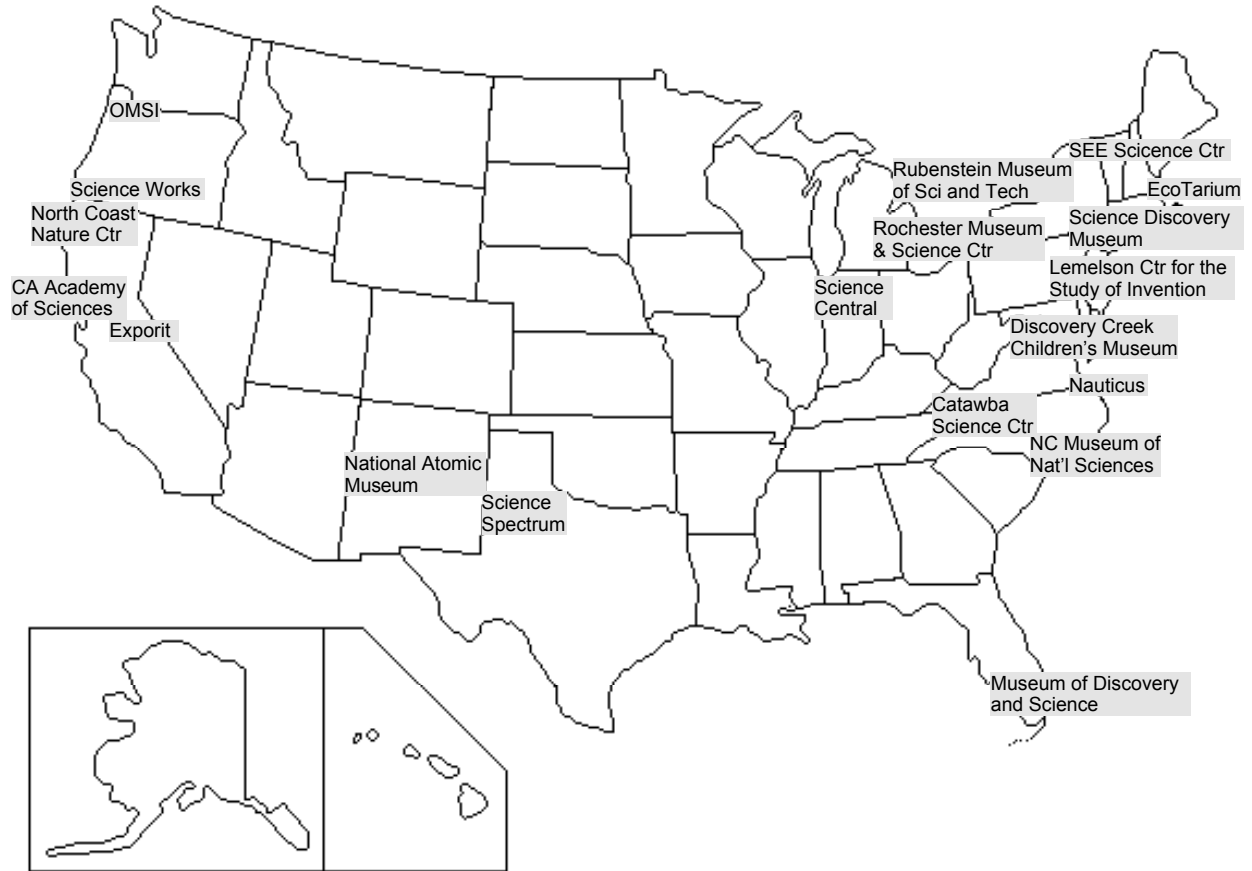 OMSI
SEE Scicence Ctr
Rubenstein Museum
of Sci and Tech
Science Works
EcoTarium
North Coast
Nature Ctr
Science Discovery
Museum
Rochester Museum
& Science Ctr
Lemelson Ctr for the
Study of Invention
CA Academy
of Sciences
Science
Central
Exporit
Discovery Creek
Children's Museum
Nauticus
Catawba
Science Ctr
NC Museum of
Nat'l Sciences
National Atomic
Museum
Science
Spectrum
Museum of Discovery
and Science